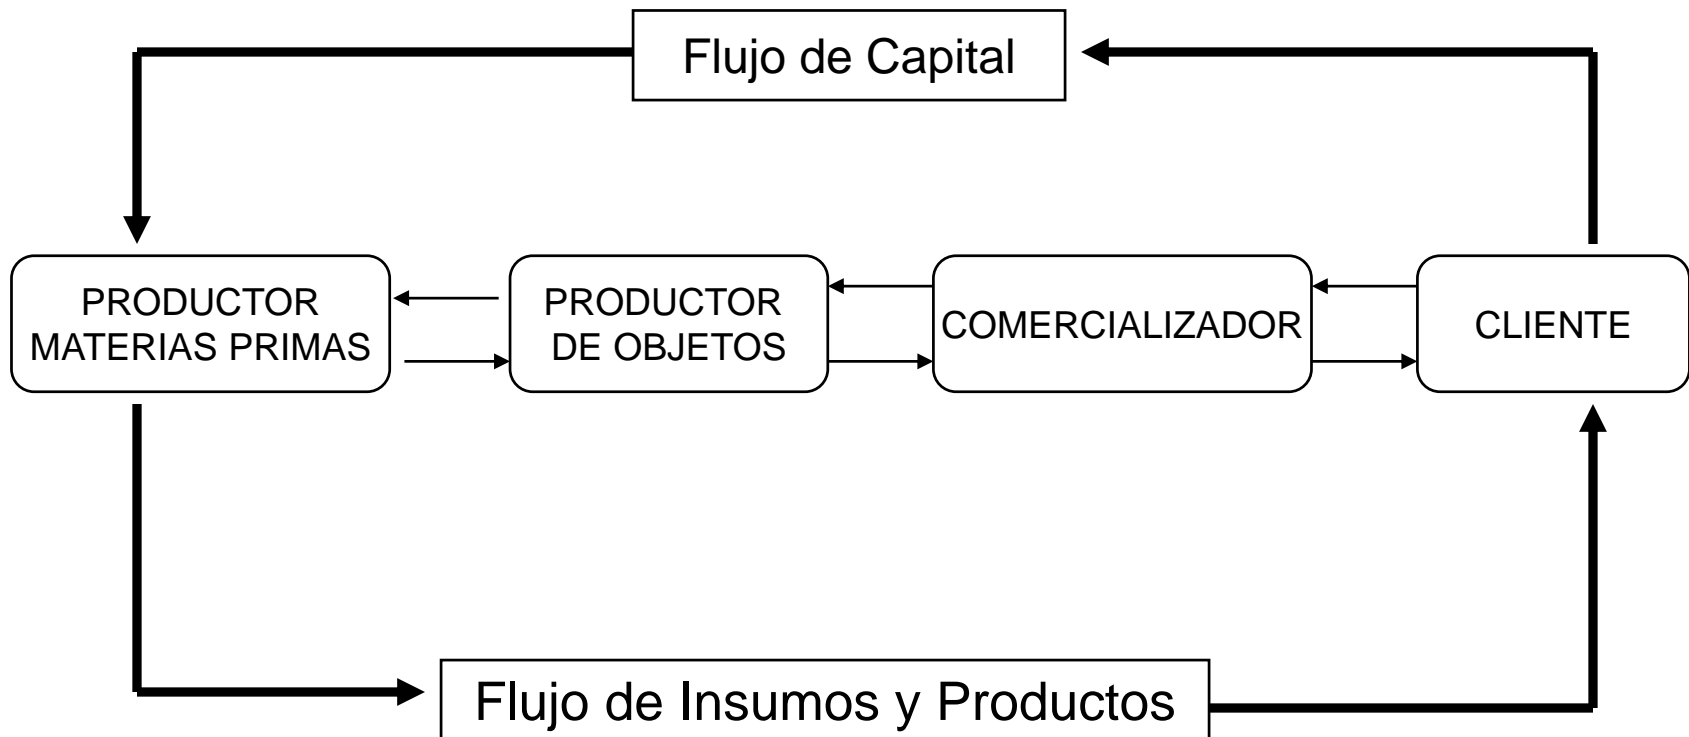 Flujo de Capital
PRODUCTOR
MATERIAS PRIMAS
PRODUCTOR
DE OBJETOS
COMERCIALIZADOR
CLIENTE
Flujo de Insumos y Productos